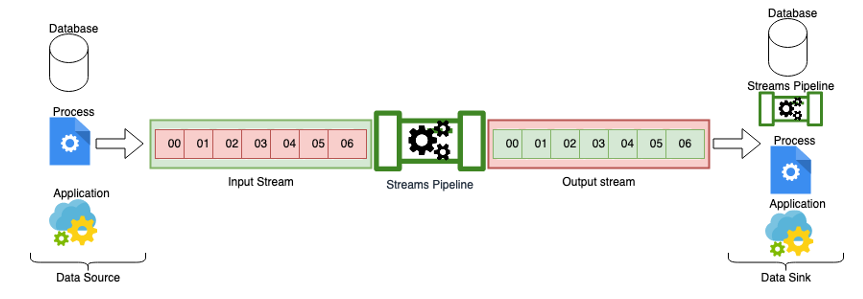 Database
Process
Application
Data Source
00 01 02 03 04 05 06
Input Stream
Streams Pipeline
00 01 02 03 04 05 06
Output stream
Database
Streams Pipeline
Process
Application
Data Sink